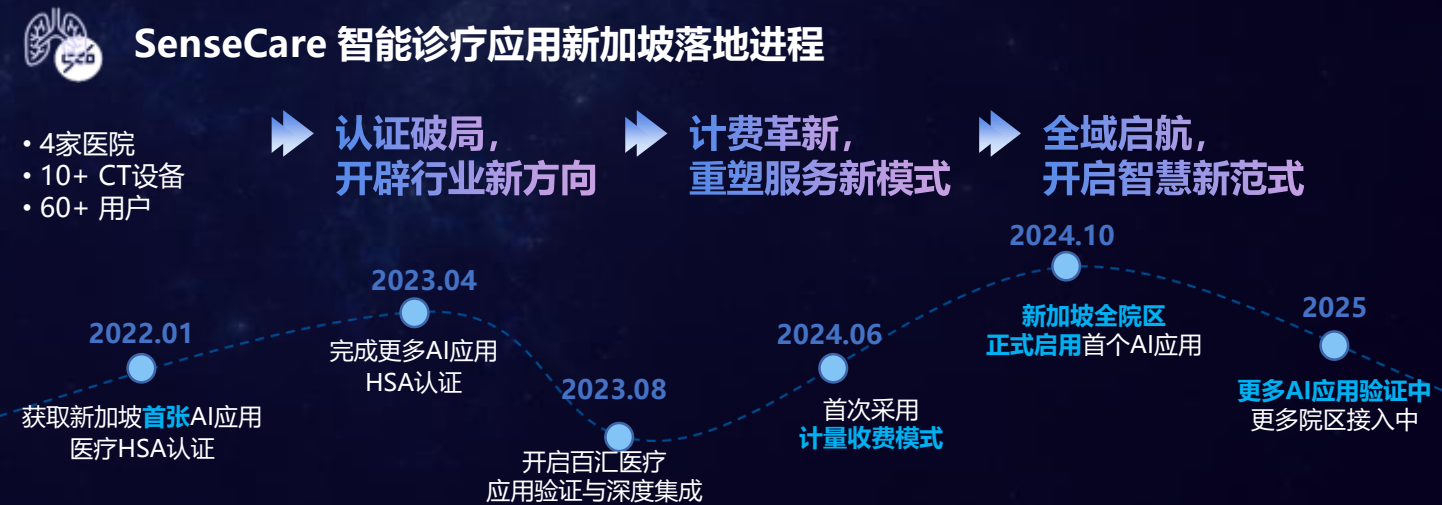 SenseCare 智能诊疗应用新加坡落地进程
• 4家医院
• 10+ CT设备
• 60+ 用户
认证破局，
开辟行业新方向
计费革新，
重塑服务新模式
全域启航，
开启智慧新范式
2022.01
获取新加坡首张AI应用
医疗HSA认证
2023.04
完成更多AI应用
HSA认证
2023.08
开启百汇医疗
应用验证与深度集成
2024.06
首次采用
计量收费模式
2024.10
新加坡全院区
正式启用首个AI应用
2025
更多AI应用验证中
更多院区接入中